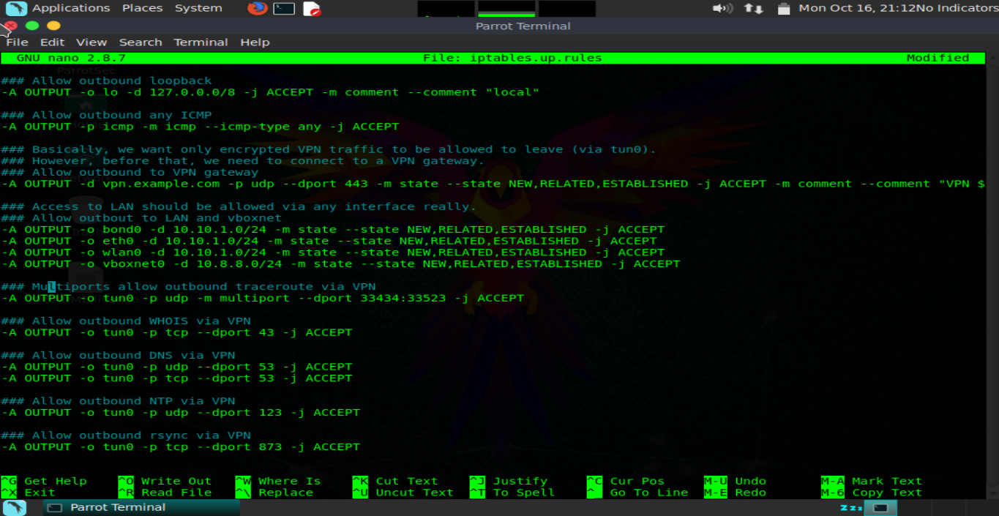 Applications Places System
Mon Oct 16, 21:12No Indicators
Parrot Terminal
File Edit View Search Terminal Help
GNU nano 2.8.7 File: iptables.up.rules Modified
ParrotSec
### Allow outbound loopback
-A OUTPUT -o lo -d 127.0.0.0/8 -j ACCEPT -m comment --comment "local"
### Allow outbound any ICMP
-A OUTPUT -p icmp -m icmp --icmp-type any -j ACCEPT
### Basically, we want only encrypted VPN traffic to be allowed to leave (via tun0).
### However, before that, we need to connect to a VPN gateway.
### Allow outbound to VPN gateway
-A OUTPUT -d vpn.example.com -p udp --dport 443 -m state --state NEW,RELATED,ESTABLISHED -j ACCEPT -m comment --comment "VPN $
### Access to LAN should be allowed via any interface really.
### Allow outbout to LAN and vboxnet
-A OUTPUT -o bond0 -d 10.10.1.0/24 -m state --state NEW,RELATED,ESTABLISHED -j ACCEPT
-A OUTPUT -o eth0 -d 10.10.1.0/24 -m state --state NEW,RELATED,ESTABLISHED -j ACCEPT
-A OUTPUT -o wlan0 -d 10.10.1.0/24 -m state --state NEW,RELATED,ESTABLISHED -j ACCEPT
-A OUTPUT -o vboxnet0 -d 10.8.8.0/24 -m state --state NEW,RELATED,ESTABLISHED -j ACCEPT
### Multiports allow outbound traceroute via VPN
-A OUTPUT -o tun0 -p udp -m multiport --dport 33434:33523 -j ACCEPT
### Allow outbound WHOIS via VPN
-A OUTPUT -o tun0 -p tcp --dport 43 -j ACCEPT
### Allow outbound DNS via VPN
-A OUTPUT -o tun0 -p udp --dport 53 -j ACCEPT
-A OUTPUT -o tun0 -p tcp --dport 53 -j ACCEPT
### Allow outbound NTP via VPN
-A OUTPUT -o tun0 -p udp --dport 123 -j ACCEPT
### Allow outbound rsync via VPN
-A OUTPUT -o tun0 -p tcp --dport 873 -j ACCEPT
^G Get Help ^O Write Out ^W Where Is ^K Cut Text ^J Justify ^C Cur Pos M-U Undo M-A Mark Text
^X Exit ^R Read File ^\ Replace ^U Uncut Text ^T To Spell ^_ Go To Line M-E Redo M-6 Copy Text
Parrot Terminal
zzz